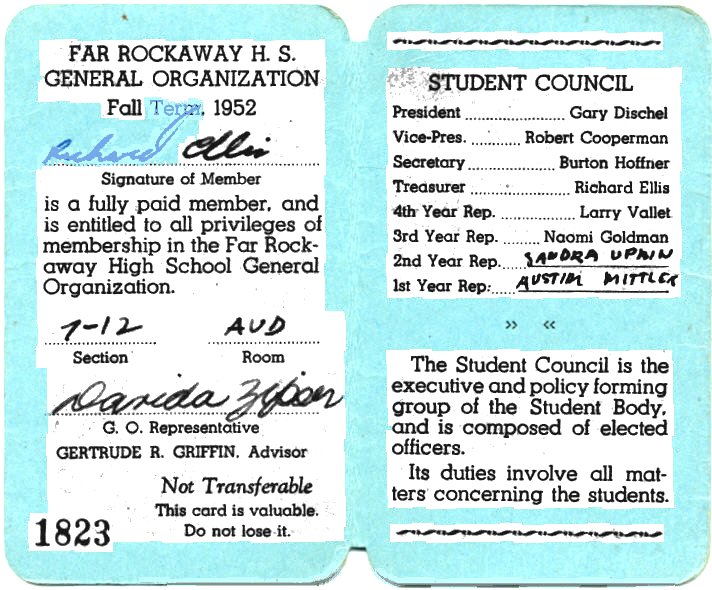 FAR ROCKAWAY H. S.
GENERAL ORGANIZATION
Fall Term, 1952
Richard Ellis
Signature of Member
is a fully paid member, and
is entitled to all privileges of
membership in the Far Rock-
away High School General
Organization.
7-12 AUD
Section Room
Davida Zipser
G. O. Representative
GERTRUDE R. GRIFFIN, Advisor
Not Transferable
This card is valuable.
Do not lose it.
1823
STUDENT COUNCIL
President .................. Gary Dischel
Vice-Pres. ............ Robert Cooperman
Secretary ................. Burton Hoffner
Treasurer .................. Richard Ellis
4th Year Rep. ............. Larry Vallet
3rd Year Rep. ....... Naomi Goldman
2nd Year Rep. ..... SANDRA
1st Year Rep. ..... AUSTIN MITTLER
» «
The Student Council is the
executive and policy forming
group of the Student Body,
and is composed of elected
officers.
Its duties involve all mat-
ters concerning the students.